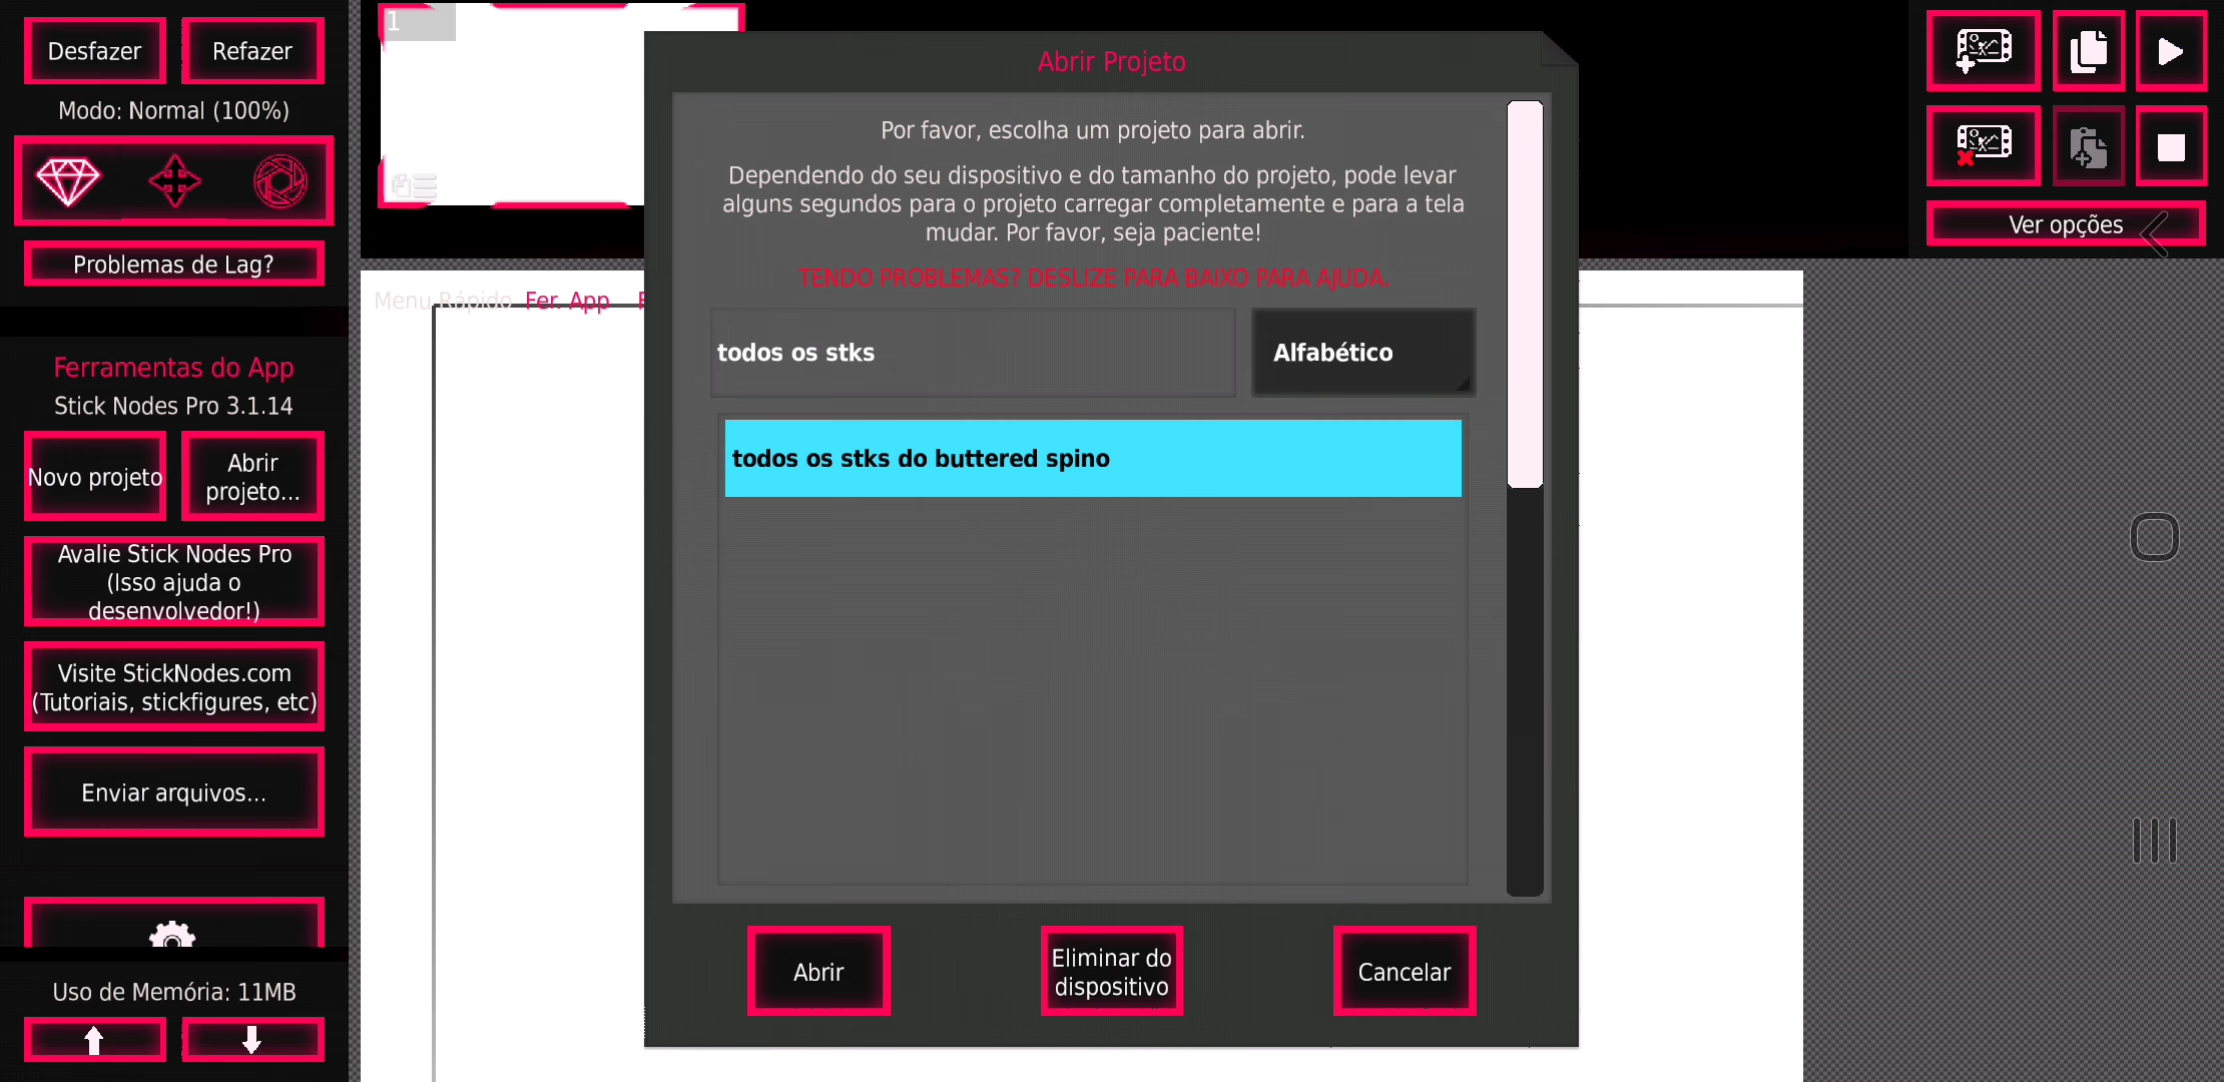 Desfazer
Refazer
Modo: Normal (100%)
Problemas de Lag?
Ferramentas do App
Stick Nodes Pro 3.1.14
Novo projeto
Abrir
projeto...
Avalie Stick Nodes Pro
(Isso ajuda o
desenvolvedor!)
Visite StickNodes.com
(Tutoriais, stickfigures, etc)
Enviar arquivos...
Uso de Memória: 11MB
1
Menu Rápido Fer. App
Abrir Projeto
Por favor, escolha um projeto para abrir.
Dependendo do seu dispositivo e do tamanho do projeto, pode levar
alguns segundos para o projeto carregar completamente e para a tela
mudar. Por favor, seja paciente!
TENDO PROBLEMAS? DESLIZE PARA BAIXO PARA AJUDA.
todos os stks
Alfabético
todos os stks do buttered spino
Abrir
Eliminar do
dispositivo
Cancelar
Ver opções